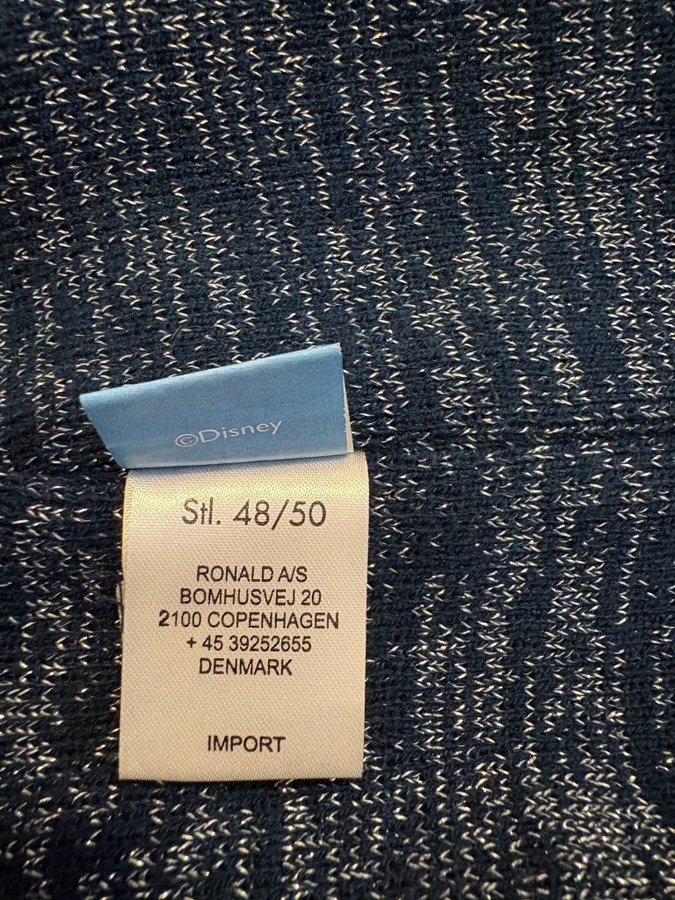 ©Disney
Stl. 48/50
RONALD A/S
BOMHUSVEJ 20
2100 COPENHAGEN
+ 45 39252655
DENMARK
IMPORT